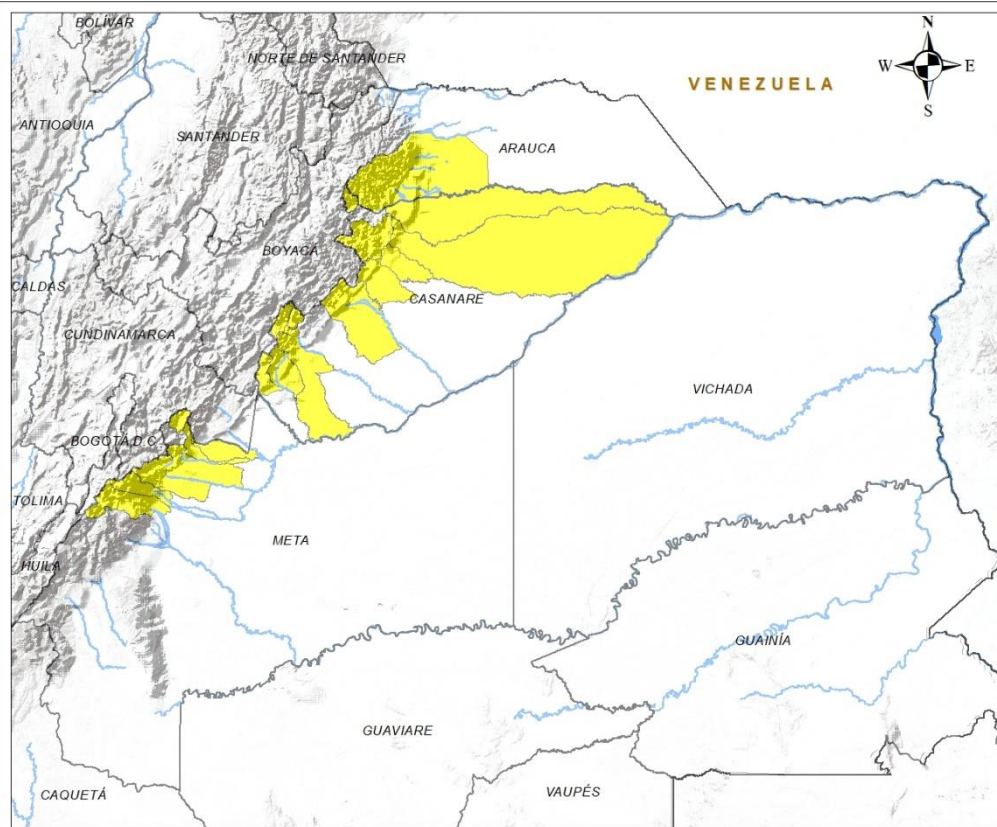 BOLÍVAR
N
NORTE DE SANTANDER
W
E
VENEZUELA
S
ANTIOQUIA
SANTANDER
ARAUCA
BOYACÁ
CALDAS
CASANARE
CUNDINAMARCA
VICHADA
BOGOTÁ D.C
TOLIMA
META
HUILA
GUAINÍA
GUAVIARE
VAUPÉS
CAQUETÁ